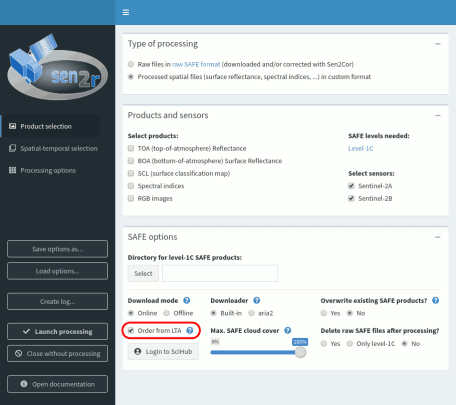 sen2r
Product selection
Spatial-temporal selection
Processing options
Save options as...
Load options...
Create log...
Launch processing
Close without processing
Open documentation
Type of processing
Raw files in raw SAFE format (downloaded and/or corrected with Sen2Cor)
Processed spatial files (surface reflectance, spectral indices, ...) in custom format
Products and sensors
Select products:
TOA (top-of-atmosphere) Reflectance
BOA (bottom-of-atmosphere) Surface Reflectance
SCL (surface classification map)
Spectral indices
RGB images
SAFE levels needed:
Level-1C
Select sensors:
Sentinel-2A
Sentinel-2B
SAFE options
Directory for level-1C SAFE products:
Select
Download mode ?
Online Offline
Order from LTA ?
Login to SciHub
Downloader ?
Built-in aria2
Max. SAFE cloud cover ?
0% 100%
Overwrite existing SAFE products? ?
Yes No
Delete raw SAFE files after processing?
Yes Only level-1C No